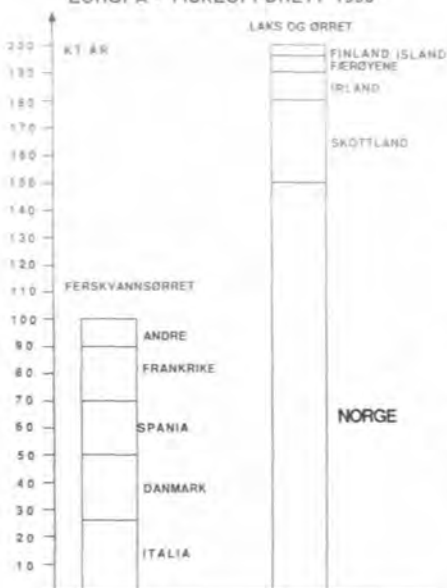 EUROPA - FISKEOPPDRETT
LAKS OG ØRRET
KT ÅR
200
190
180
170
160
150
140
130
120
110
100
90
80
70
60
50
40
30
20
10
FINLAND ISLAND
FÆRØYENE
IRLAND
SKOTTLAND
NORGE
FERSKVANNSØRRET
ANDRE
FRANKRIKE
SPANIA
DANMARK
ITALIA